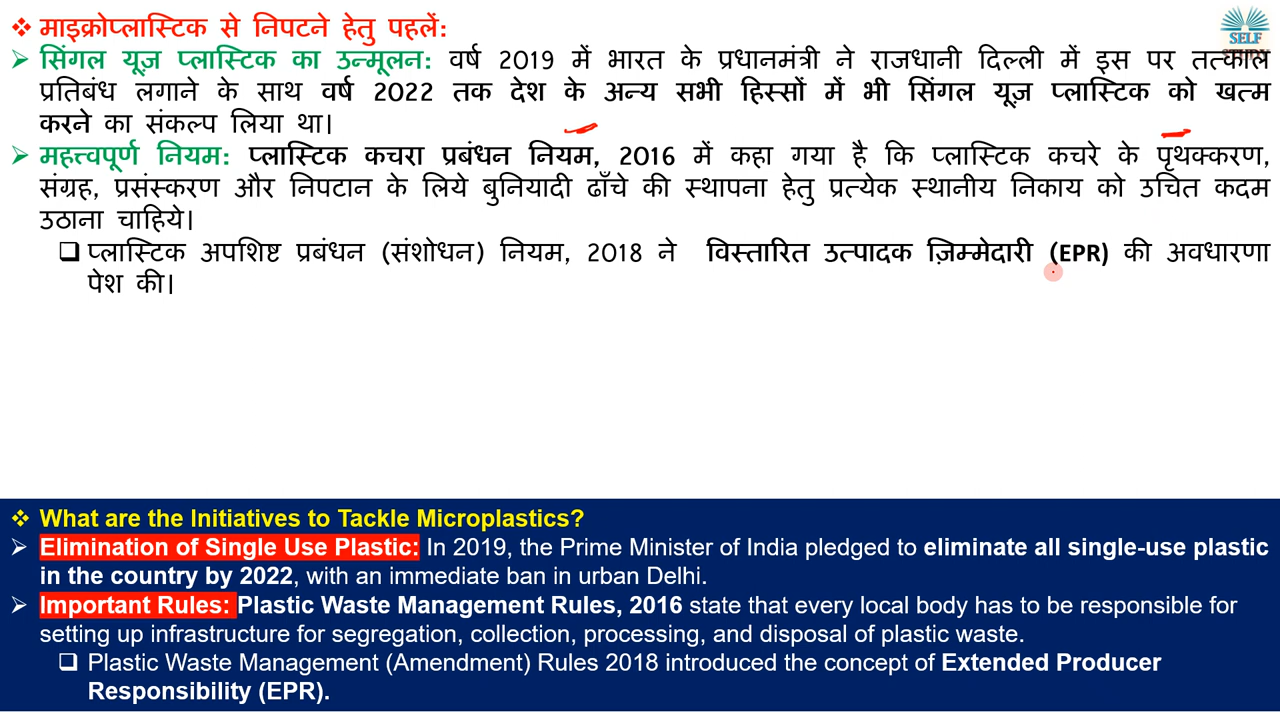 ❖ माइक्रोप्लास्टिक से निपटने हेतु पहलें:
➢ सिंगल यूज़ प्लास्टिक का उन्मूलन: वर्ष 2019 में भारत के प्रधानमंत्री ने राजधानी दिल्ली में इस पर तत्काल
प्रतिबंध लगाने के साथ वर्ष 2022 तक देश के अन्य सभी हिस्सों में भी सिंगल यूज़ प्लास्टिक को खत्म
करने का संकल्प लिया था।
➢ महत्त्वपूर्ण नियम: प्लास्टिक कचरा प्रबंधन नियम, 2016 में कहा गया है कि प्लास्टिक कचरे के पृथक्करण,
संग्रह, प्रसंस्करण और निपटान के लिये बुनियादी ढाँचे की स्थापना हेतु प्रत्येक स्थानीय निकाय को उचित कदम
उठाना चाहिये।
❑ प्लास्टिक अपशिष्ट प्रबंधन (संशोधन) नियम, 2018 ने विस्तारित उत्पादक ज़िम्मेदारी (EPR) की अवधारणा
पेश की।
SELF
STUDY
❖ What are the Initiatives to Tackle Microplastics?
➢ Elimination of Single Use Plastic: In 2019, the Prime Minister of India pledged to eliminate all single-use plastic
in the country by 2022, with an immediate ban in urban Delhi.
➢ Important Rules: Plastic Waste Management Rules, 2016 state that every local body has to be responsible for
setting up infrastructure for segregation, collection, processing, and disposal of plastic waste.
❑ Plastic Waste Management (Amendment) Rules 2018 introduced the concept of Extended Producer
Responsibility (EPR).